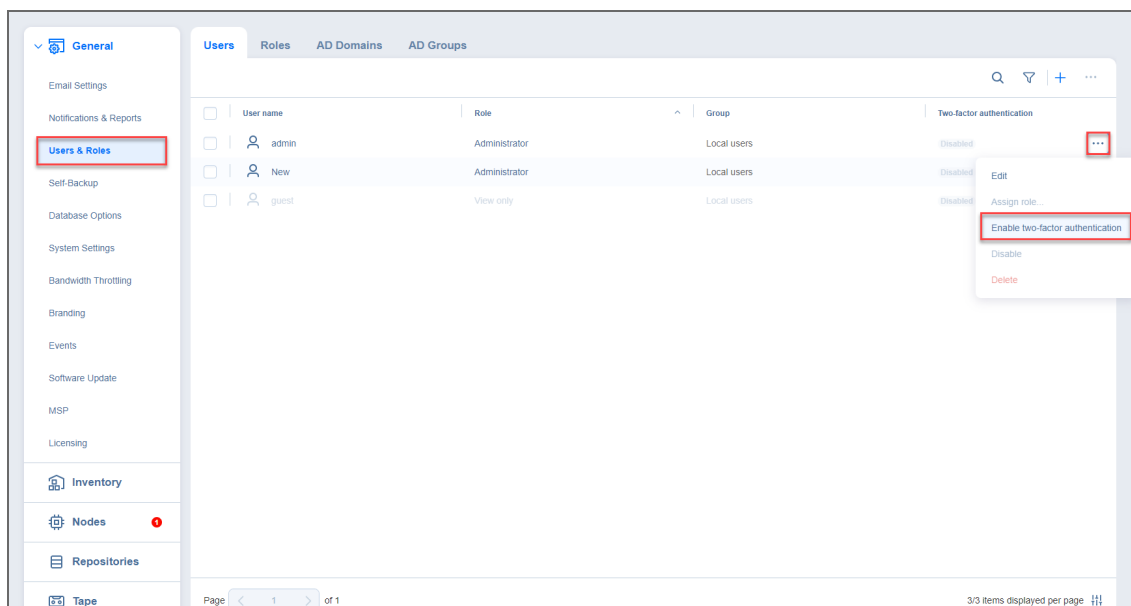 General
Email Settings
Notifications & Reports
Users & Roles
Self-Backup
Database Options
System Settings
Bandwidth Throttling
Branding
Events
Software Update
MSP
Licensing
Inventory
Nodes 1
Repositories
Tape
Users Roles AD Domains AD Groups
User name Role Group Two-factor authentication
admin Administrator Local users Disabled
New Administrator Local users Disabled
guest View only Local users Disabled
Edit
Assign role...
Enable two-factor authentication
Disable
Delete
Page 1 of 1 3/3 items displayed per page